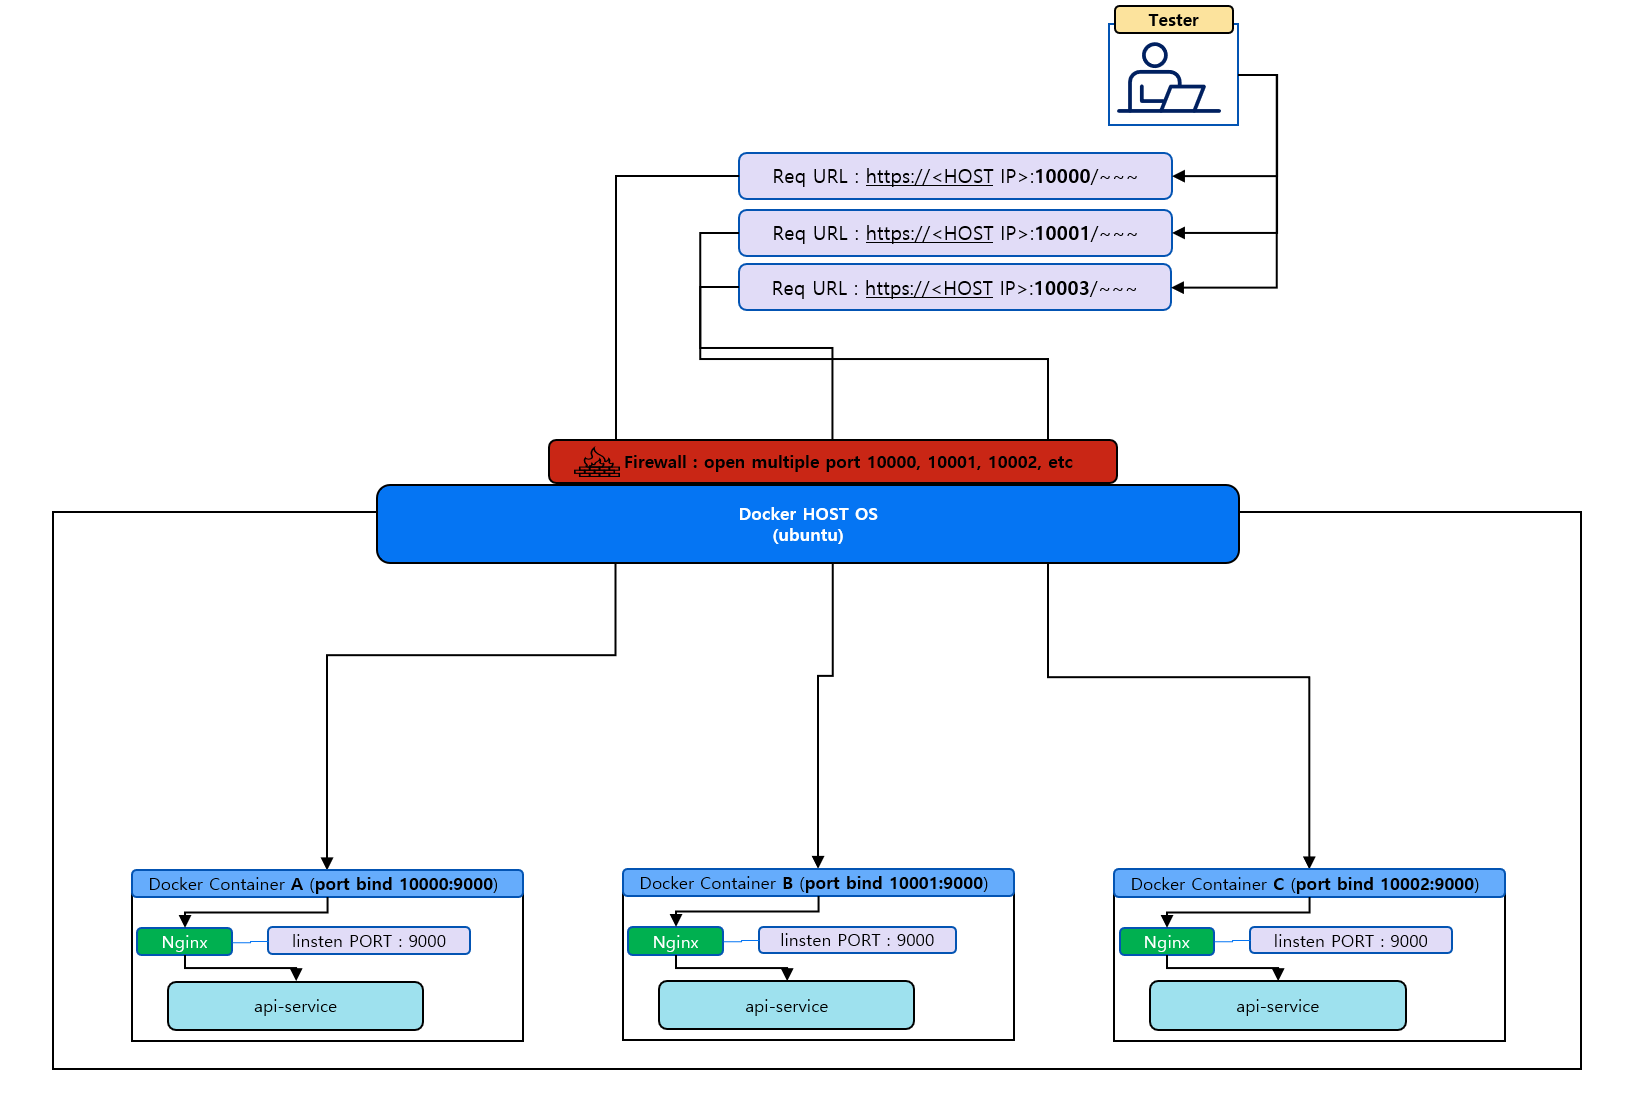 Tester
Req URL : https://<HOST IP>:10000/~~~
Req URL : https://<HOST IP>:10001/~~~
Req URL : https://<HOST IP>:10003/~~~
Firewall : open multiple port 10000, 10001, 10002, etc
Docker HOST OS
(ubuntu)
Docker Container A (port bind 10000:9000)
Nginx
linsten PORT : 9000
api-service
Docker Container B (port bind 10001:9000)
Nginx
linsten PORT : 9000
api-service
Docker Container C (port bind 10002:9000)
Nginx
linsten PORT : 9000
api-service